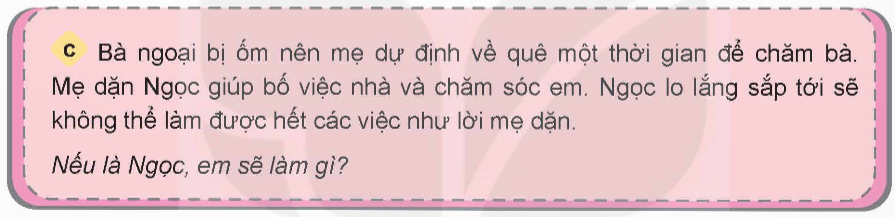 C Bà ngoại bị ốm nên mẹ dự định về quê một thời gian để chăm bà.
Mẹ dặn Ngọc giúp bố việc nhà và chăm sóc em. Ngọc lo lắng sắp tới sẽ
không thể làm được hết các việc như lời mẹ dặn.
Nếu là Ngọc, em sẽ làm gì?